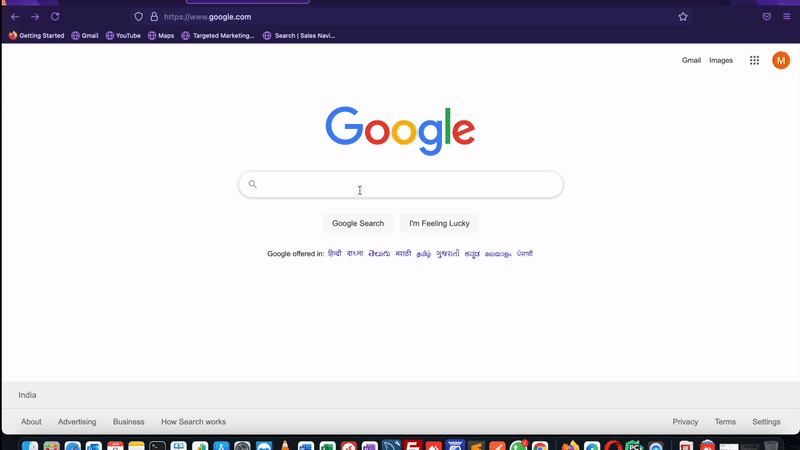 https://www.google.com
Getting Started Gmail YouTube Maps Targeted Marketing... Search | Sales Navi...
Gmail Images M
Google
Google Search I'm Feeling Lucky
Google offered in: हिन्दी বাংলা తెలుగు मराठी தமிழ் ગુજરાતી ಕನ್ನಡ മലയാളം ਪੰਜਾਬੀ
India
About Advertising Business How Search works Privacy Terms Settings